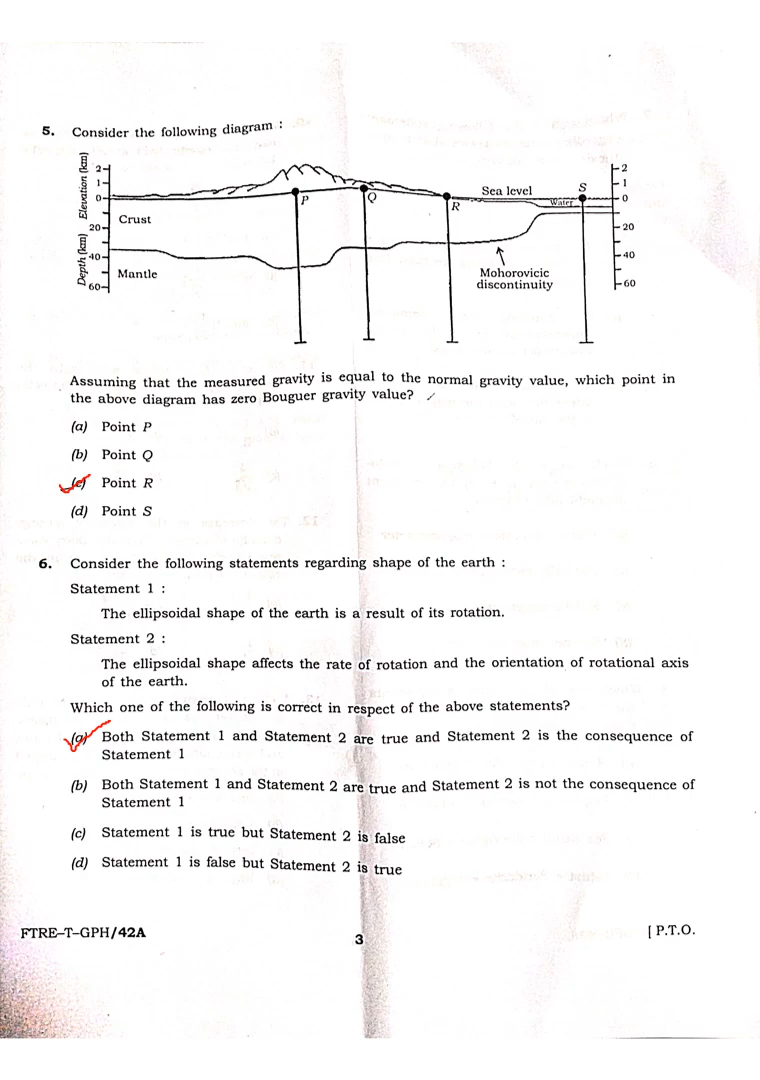 5. Consider the following diagram :
Elevation (km)
Depth (km)
2
1
0
20
40
60
Crust
Mantle
P
Q
R
Sea level
Water
S
Mohorovicic
discontinuity
2
1
0
20
40
60
Assuming that the measured gravity is equal to the normal gravity value, which point in
the above diagram has zero Bouguer gravity value?
(a) Point P
(b) Point Q
(c) Point R
(d) Point S
6. Consider the following statements regarding shape of the earth :
Statement 1 :
The ellipsoidal shape of the earth is a result of its rotation.
Statement 2 :
The ellipsoidal shape affects the rate of rotation and the orientation of rotational axis
of the earth.
Which one of the following is correct in respect of the above statements?
(a) Both Statement 1 and Statement 2 are true and Statement 2 is the consequence of
Statement 1
(b) Both Statement 1 and Statement 2 are true and Statement 2 is not the consequence of
Statement 1
(c) Statement 1 is true but Statement 2 is false
(d) Statement 1 is false but Statement 2 is true
FTRE–T–GPH/42A
3
[ P.T.O.